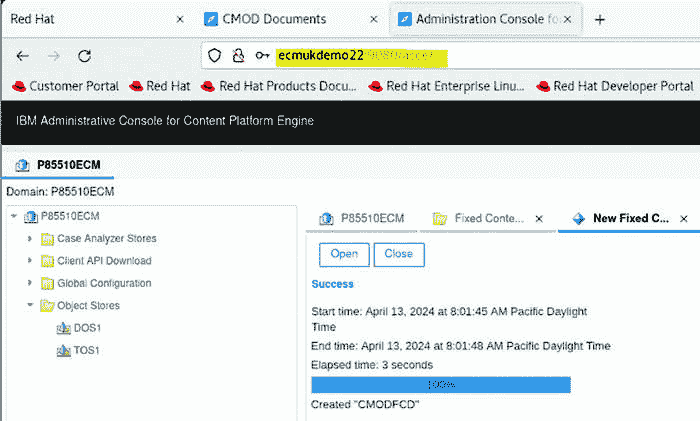 Red Hat
CMOD Documents
Administration Console fo
ecmukdemo22
Customer Portal
Red Hat
Red Hat Products Docu...
Red Hat Enterprise Linu...
Red Hat Developer Portal
IBM Administrative Console for Content Platform Engine
P85510ECM
Domain: P85510ECM
P85510ECM
Case Analyzer Stores
Client API Download
Global Configuration
Object Stores
DOS1
TOS1
P85510ECM
Fixed Conte...
New Fixed C...
Open
Close
Success
Start time: April 13, 2024 at 8:01:45 AM Pacific Daylight
Time
End time: April 13, 2024 at 8:01:48 AM Pacific Daylight Time
Elapsed time: 3 seconds
100%
Created "CMODFCD"